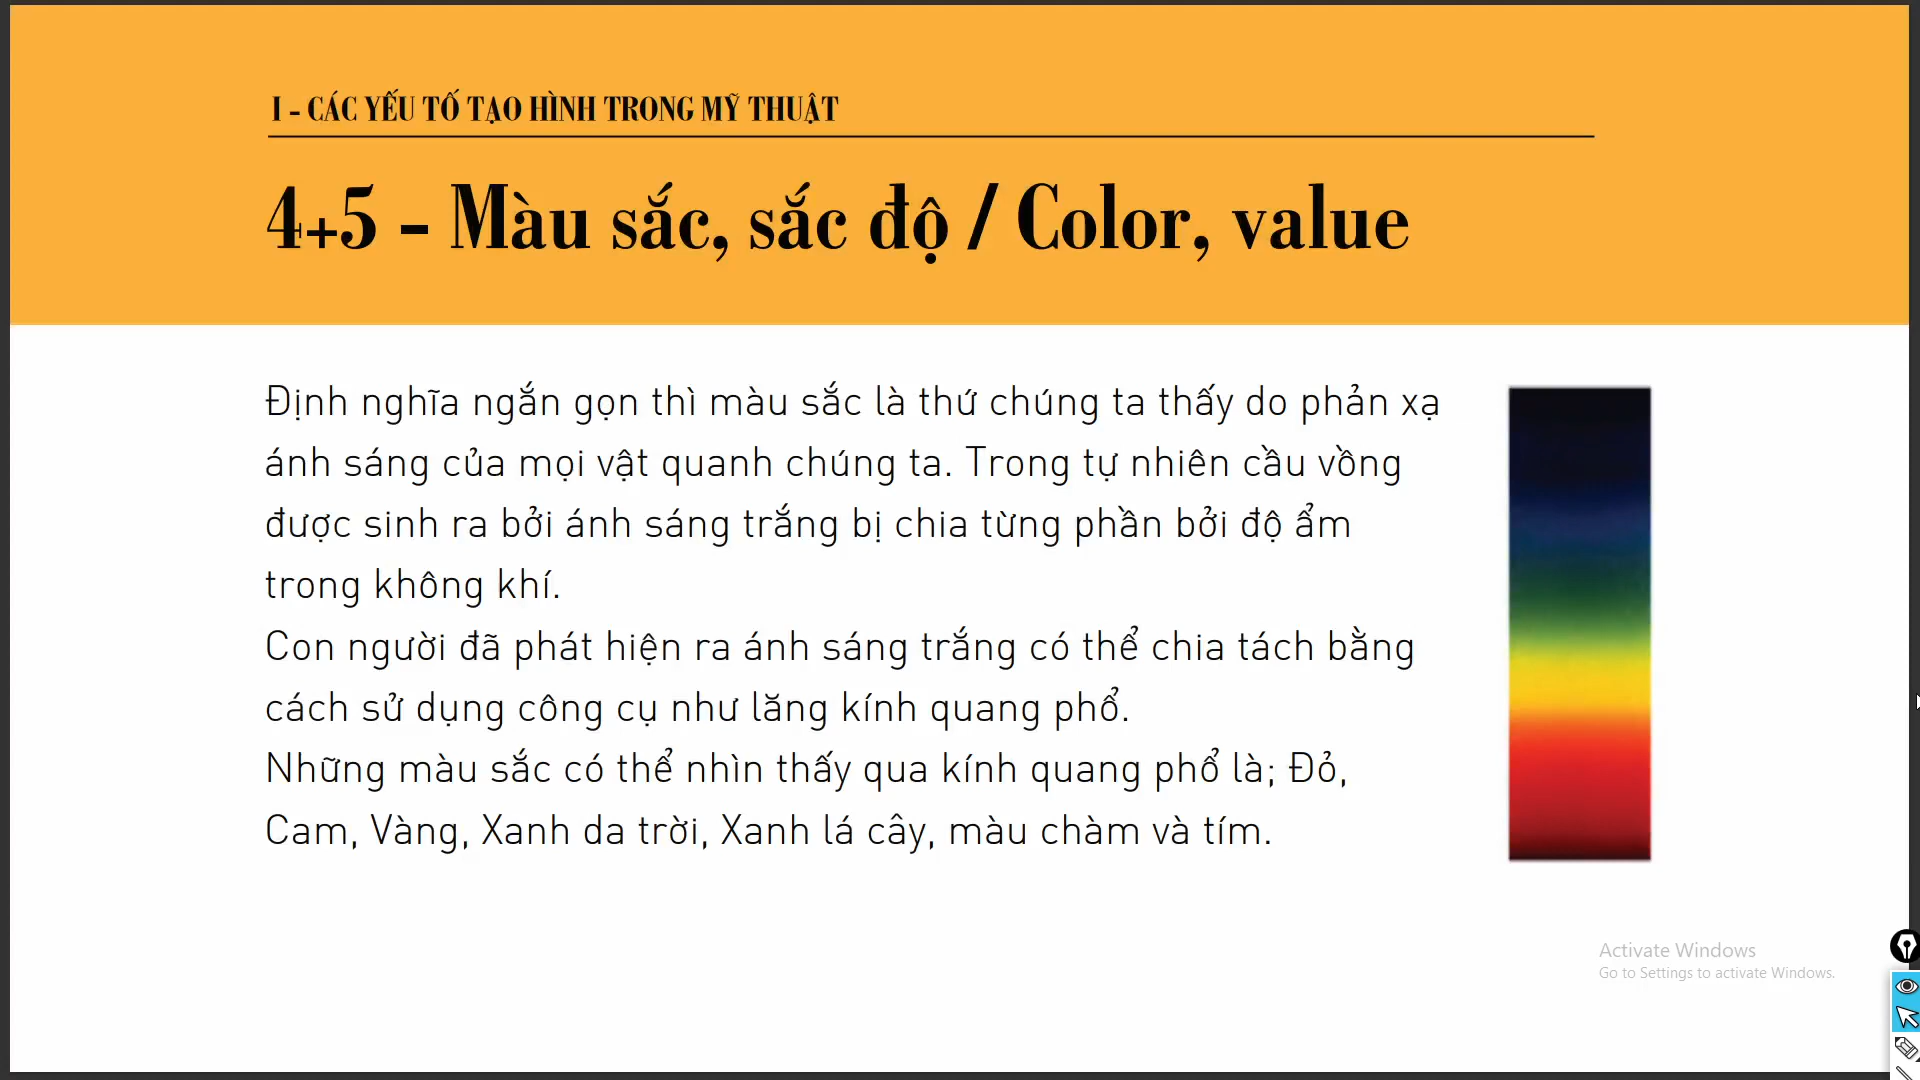 I - CÁC YẾU TỐ TẠO HÌNH TRONG MỸ THUẬT
4+5 - Màu sắc, sắc độ / Color, value
Định nghĩa ngắn gọn thì màu sắc là thứ chúng ta thấy do phản xạ
ánh sáng của mọi vật quanh chúng ta. Trong tự nhiên cầu vồng
được sinh ra bởi ánh sáng trắng bị chia từng phần bởi độ ẩm
trong không khí.
Con người đã phát hiện ra ánh sáng trắng có thể chia tách bằng
cách sử dụng công cụ như lăng kính quang phổ.
Những màu sắc có thể nhìn thấy qua kính quang phổ là; Đỏ,
Cam, Vàng, Xanh da trời, Xanh lá cây, màu chàm và tím.
Activate Windows
Go to Settings to activate Windows.